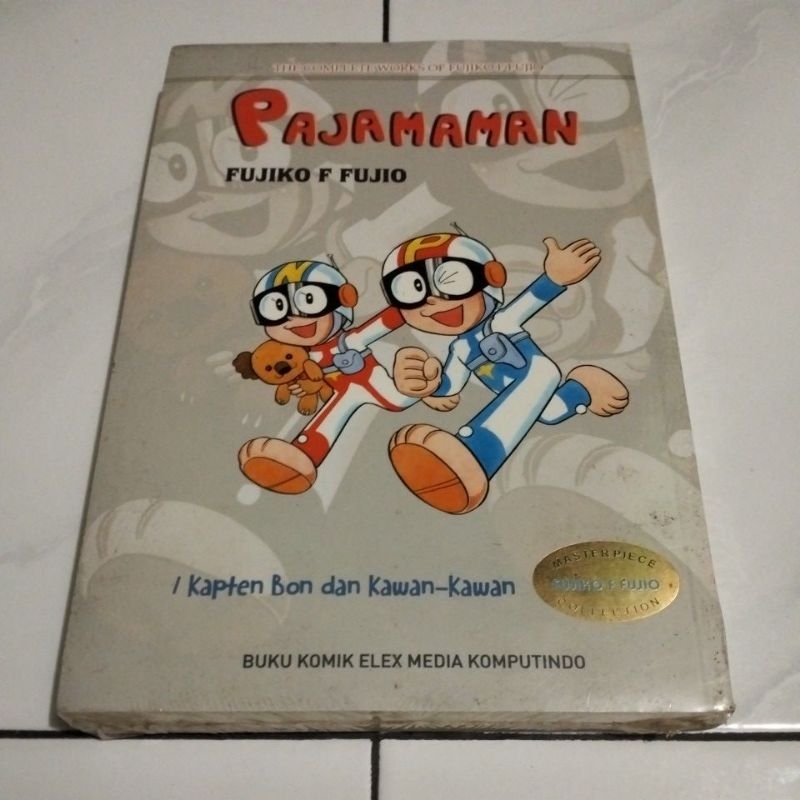 THE COMPLETE WORKS OF FUJIKO F FUJIO
PAJAMAMAN
FUJIKO F FUJIO
N
P
/ Kapten Bon dan Kawan-Kawan
MASTERPIECE
FUJIKO F FUJIO
COLLECTION
BUKU KOMIK ELEX MEDIA KOMPUTINDO